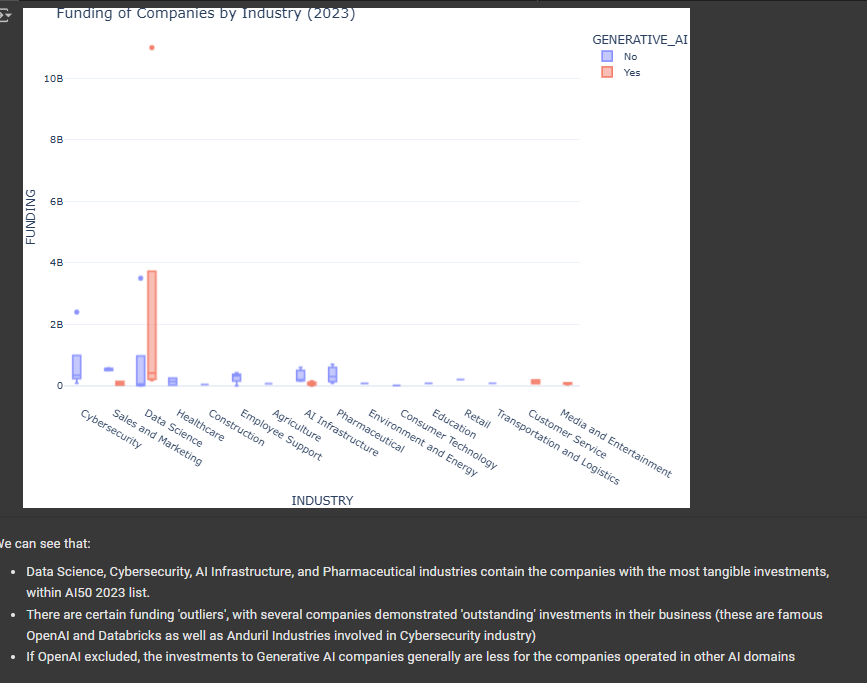 Funding of Companies by Industry (2023)
GENERATIVE_AI
No
Yes
10B
8B
6B
4B
2B
0
FUNDING
Cybersecurity
Sales and Marketing
Data Science
Healthcare
Construction
Employee Support
Agriculture
AI Infrastructure
Pharmaceutical
Environment and Energy
Consumer Technology
Education
Retail
Transportation and Logistics
Customer Service
Media and Entertainment
INDUSTRY
We can see that:
• Data Science, Cybersecurity, AI Infrastructure, and Pharmaceutical industries contain the companies with the most tangible investments,
within AI50 2023 list.
• There are certain funding 'outliers', with several companies demonstrated 'outstanding' investments in their business (these are famous
OpenAI and Databricks as well as Anduril Industries involved in Cybersecurity industry)
• If OpenAI excluded, the investments to Generative AI companies generally are less for the companies operated in other AI domains